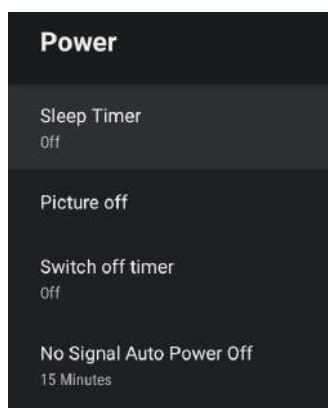 Power
Sleep Timer
Off
Picture off
Switch off timer
Off
No Signal Auto Power Off
15 Minutes